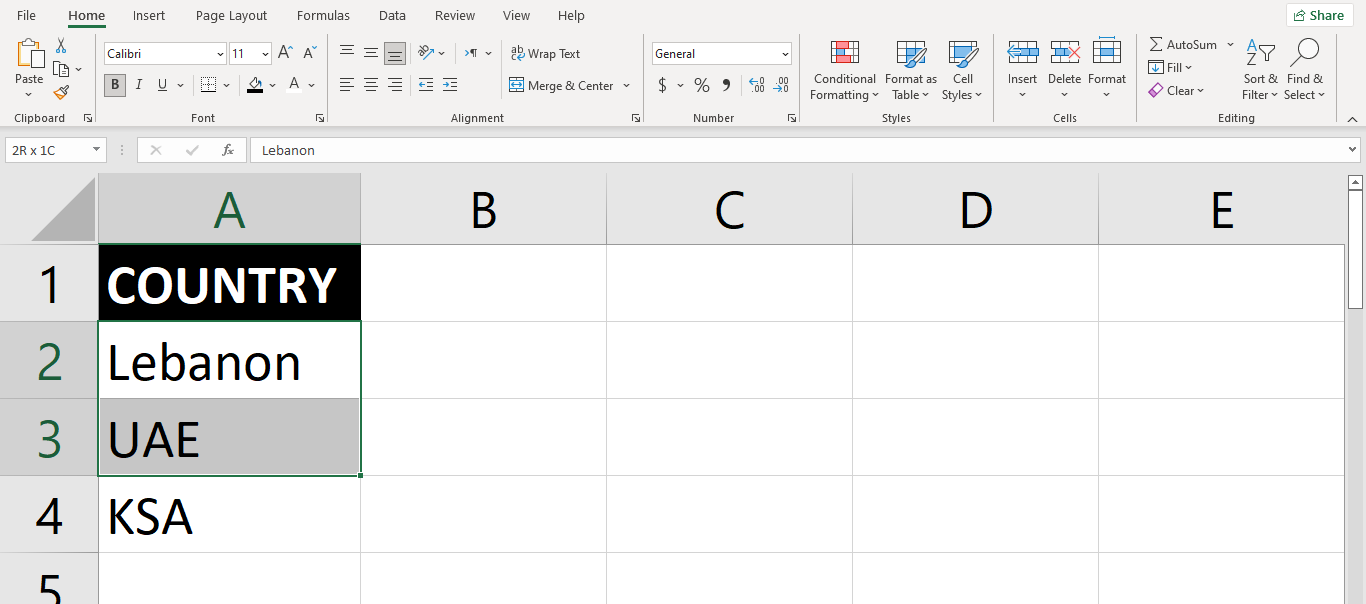 File Home Insert Page Layout Formulas Data Review View Help Share
Calibri 11 ab Wrap Text General AutoSum
Paste Conditional Formatting Format as Table Cell Styles Insert Delete Format Fill Sort & Filter Find & Select
B I U A Merge & Center $ % Clear
Clipboard Font Alignment Number Styles Cells Editing
2R x 1C fx Lebanon
A B C D E
1 COUNTRY
2 Lebanon
3 UAE
4 KSA
5